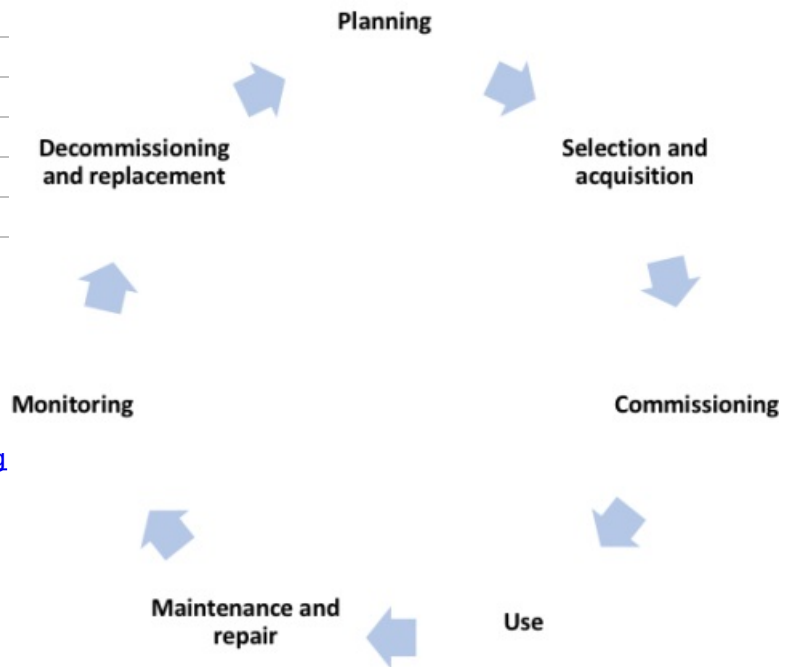 Planning
Selection and
acquisition
Commissioning
Use
Maintenance and
repair
Monitoring
Decommissioning
and replacement
g